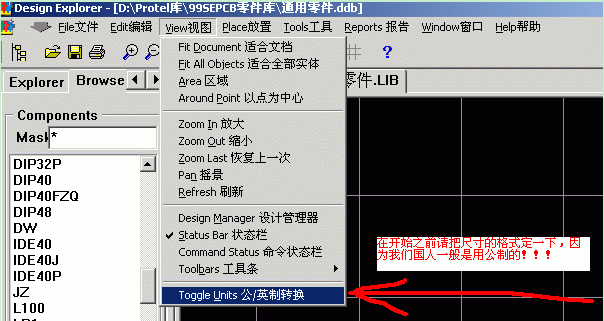 Design Explorer - [D:\Protel库\99SEPCB零件库\通用零件.ddb]
File文件 Edit编辑 View视图 Place放置 Tools工具 Reports 报告 Window窗口 Help帮助
Explorer Browse 零件.LIB
Components
Mask *
DIP32P
DIP40
DIP40FZQ
DIP48
DW
IDE40
IDE40J
IDE40P
JZ
L100
Fit Document 适合文档
Fit All Objects 适合全部实体
Area 区域
Around Point 以点为中心
Zoom In 放大
Zoom Out 缩小
Zoom Last 恢复上一次
Pan 摇景
Refresh 刷新
Design Manager 设计管理器
Status Bar 状态栏
Command Status 命令状态栏
Toolbars 工具条
Toggle Units 公/英制转换
在开始之前请把尺寸的格式定一下，因
为我们国人一般是用公制的！！！